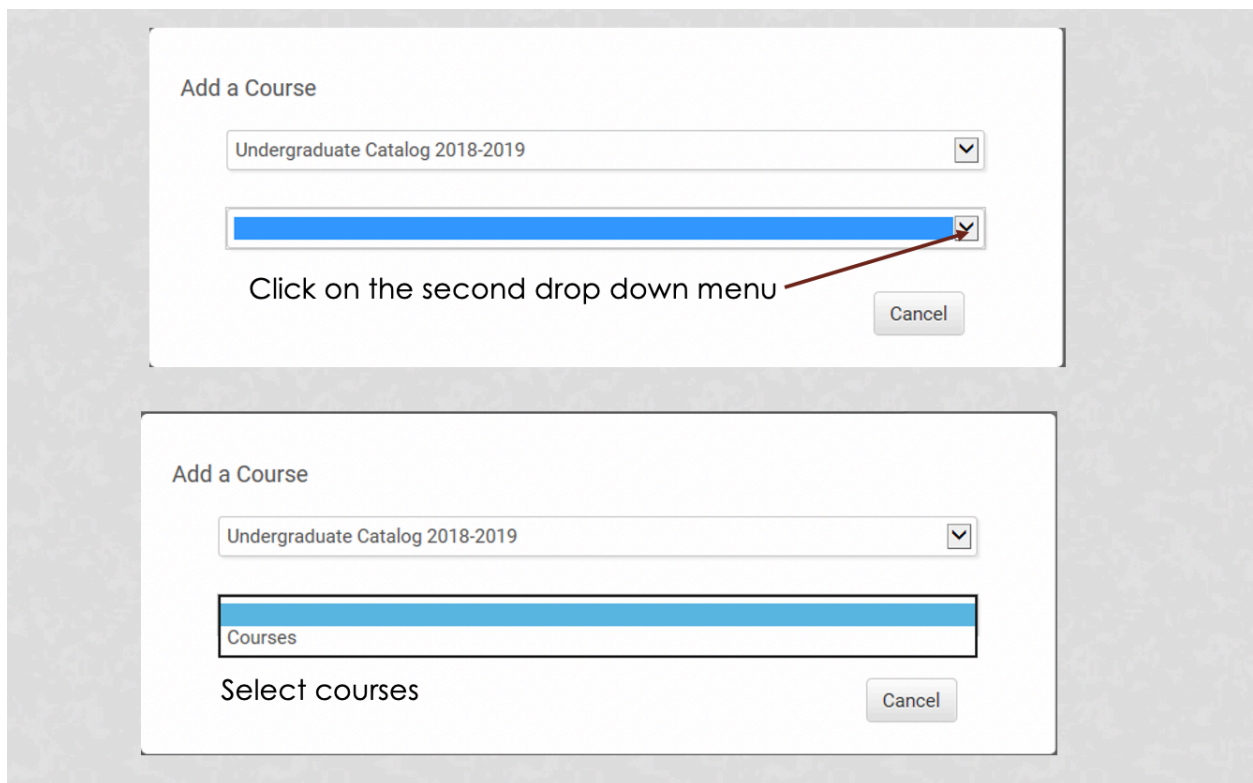 Add a Course
Undergraduate Catalog 2018-2019
Click on the second drop down menu
Cancel
Add a Course
Undergraduate Catalog 2018-2019
Courses
Select courses
Cancel